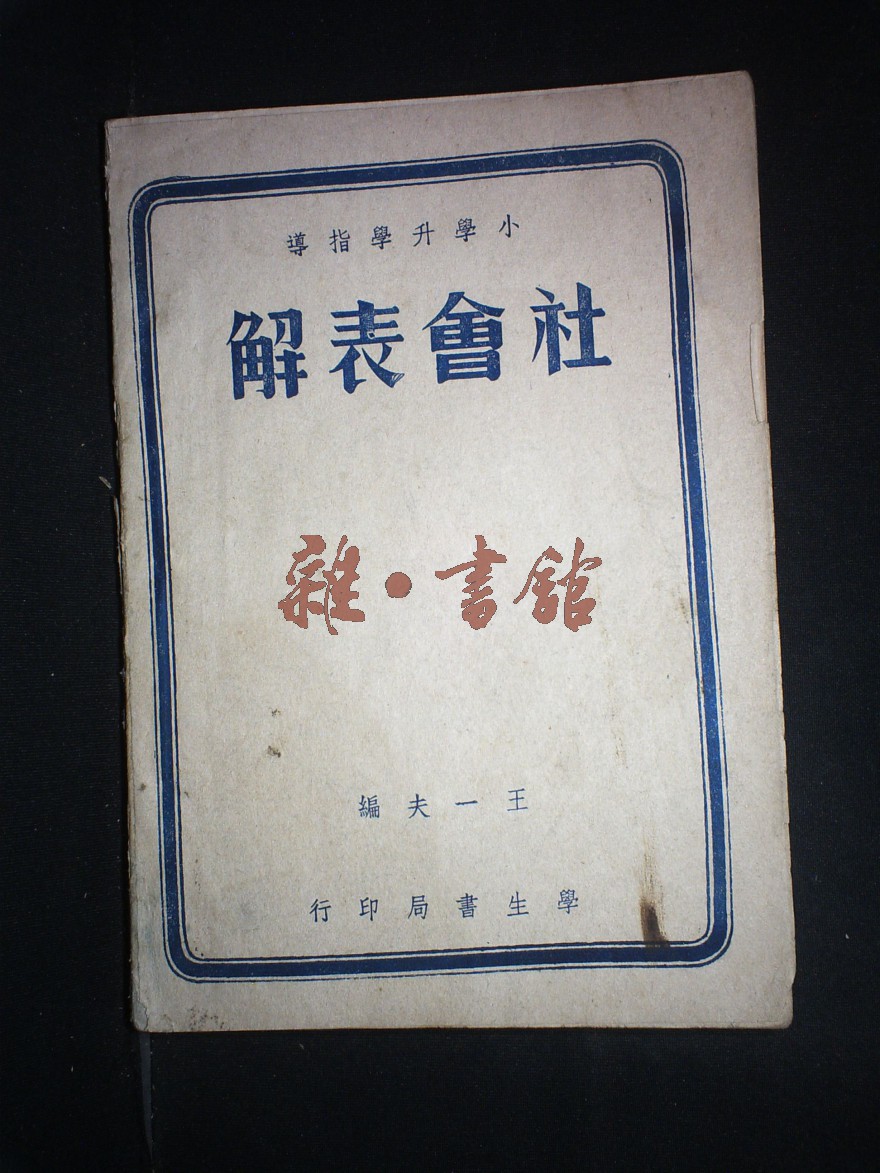 小學升學指導
社會表解
雜·書館
王一夫編
學生書局印行